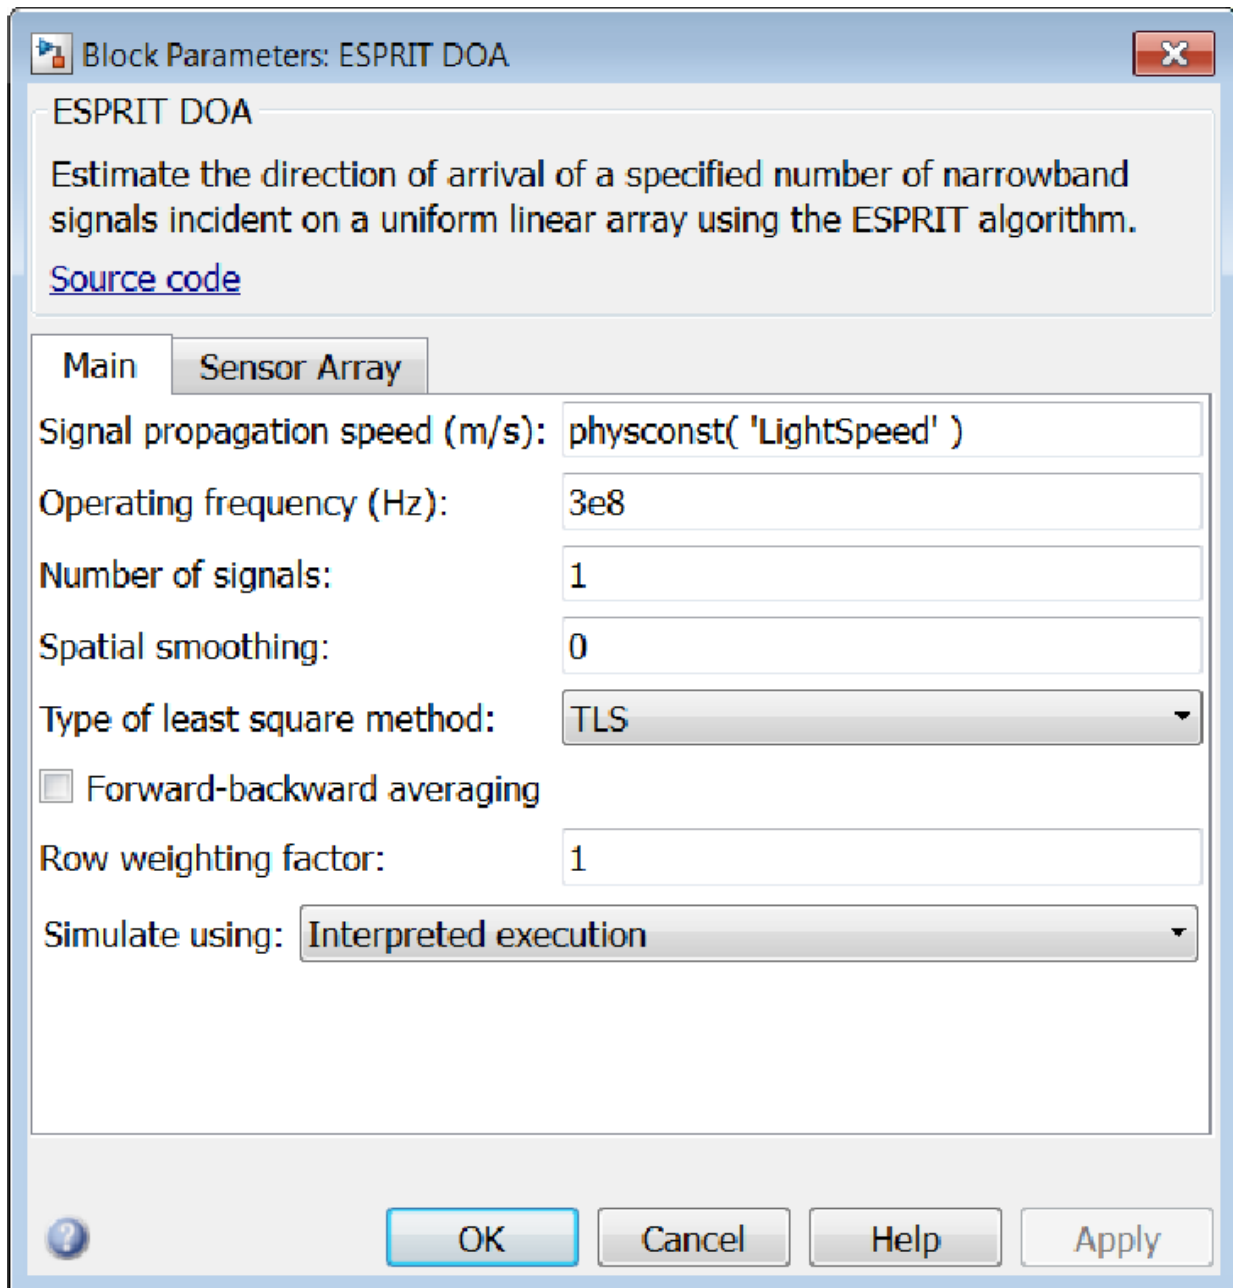 Block Parameters: ESPRIT DOA
ESPRIT DOA
Estimate the direction of arrival of a specified number of narrowband
signals incident on a uniform linear array using the ESPRIT algorithm.
Source code
Main Sensor Array
Signal propagation speed (m/s): physconst( 'LightSpeed' )
Operating frequency (Hz): 3e8
Number of signals: 1
Spatial smoothing: 0
Type of least square method: TLS
Forward-backward averaging
Row weighting factor: 1
Simulate using: Interpreted execution
? OK Cancel Help Apply